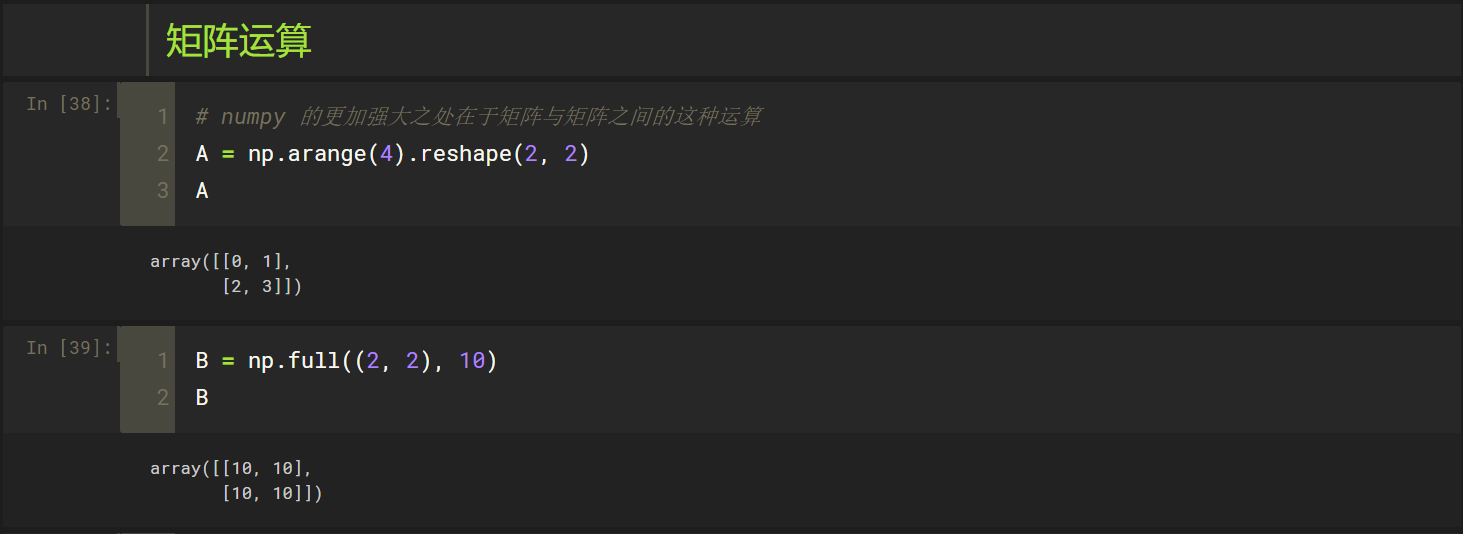 矩阵运算
In [38]:
1 # numpy 的更加强大之处在于矩阵与矩阵之间的这种运算
2 A = np.arange(4).reshape(2, 2)
3 A
array([[0, 1],
[2, 3]])
In [39]:
1 B = np.full((2, 2), 10)
2 B
array([[10, 10],
[10, 10]])